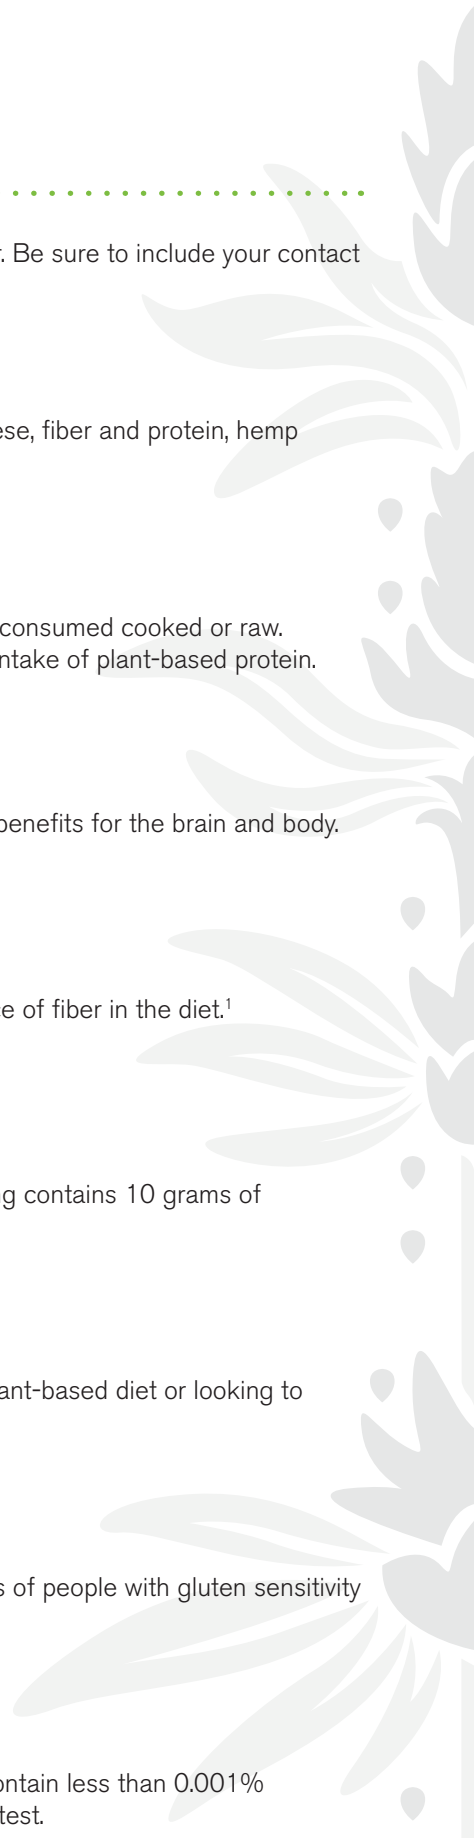 . Be sure to include your contact
ese, fiber and protein, hemp
consumed cooked or raw.
ntake of plant-based protein.
benefits for the brain and body.
e of fiber in the diet.¹
ng contains 10 grams of
ant-based diet or looking to
s of people with gluten sensitivity
ontain less than 0.001%
test.